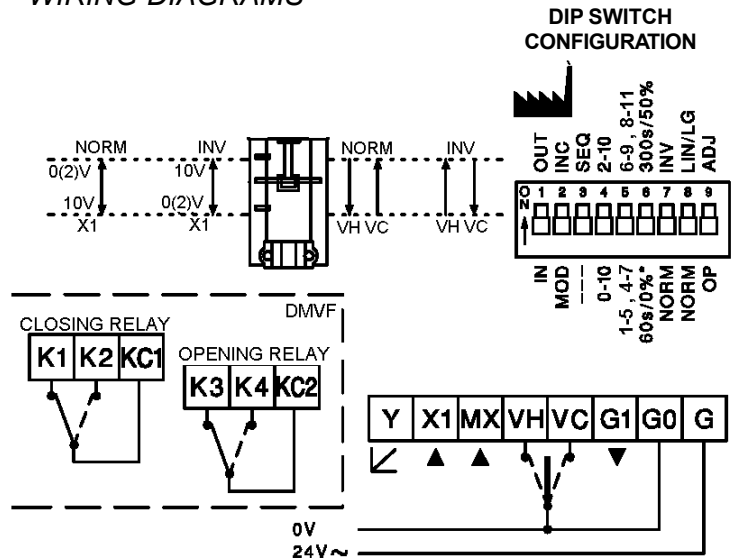 WIRING DIAGRAMS
DIP SWITCH
CONFIGURATION
NORM INV NORM INV
0(2)V 10V
10V 0(2)V
X1 X1 VH VC VH VC
OUT
INC
SEQ
2-10
6-9 , 8-11
300s/50%
INV
LIN/LG
ADJ
ON 1 2 3 4 5 6 7 8 9
IN
MOD
----
0-10
1-5 , 4-7
60s/0%*
NORM
NORM
OP
DMVF
CLOSING RELAY
K1 K2 KC1
OPENING RELAY
K3 K4 KC2
Y X1 MX VH VC G1 G0 G
0V
24V~